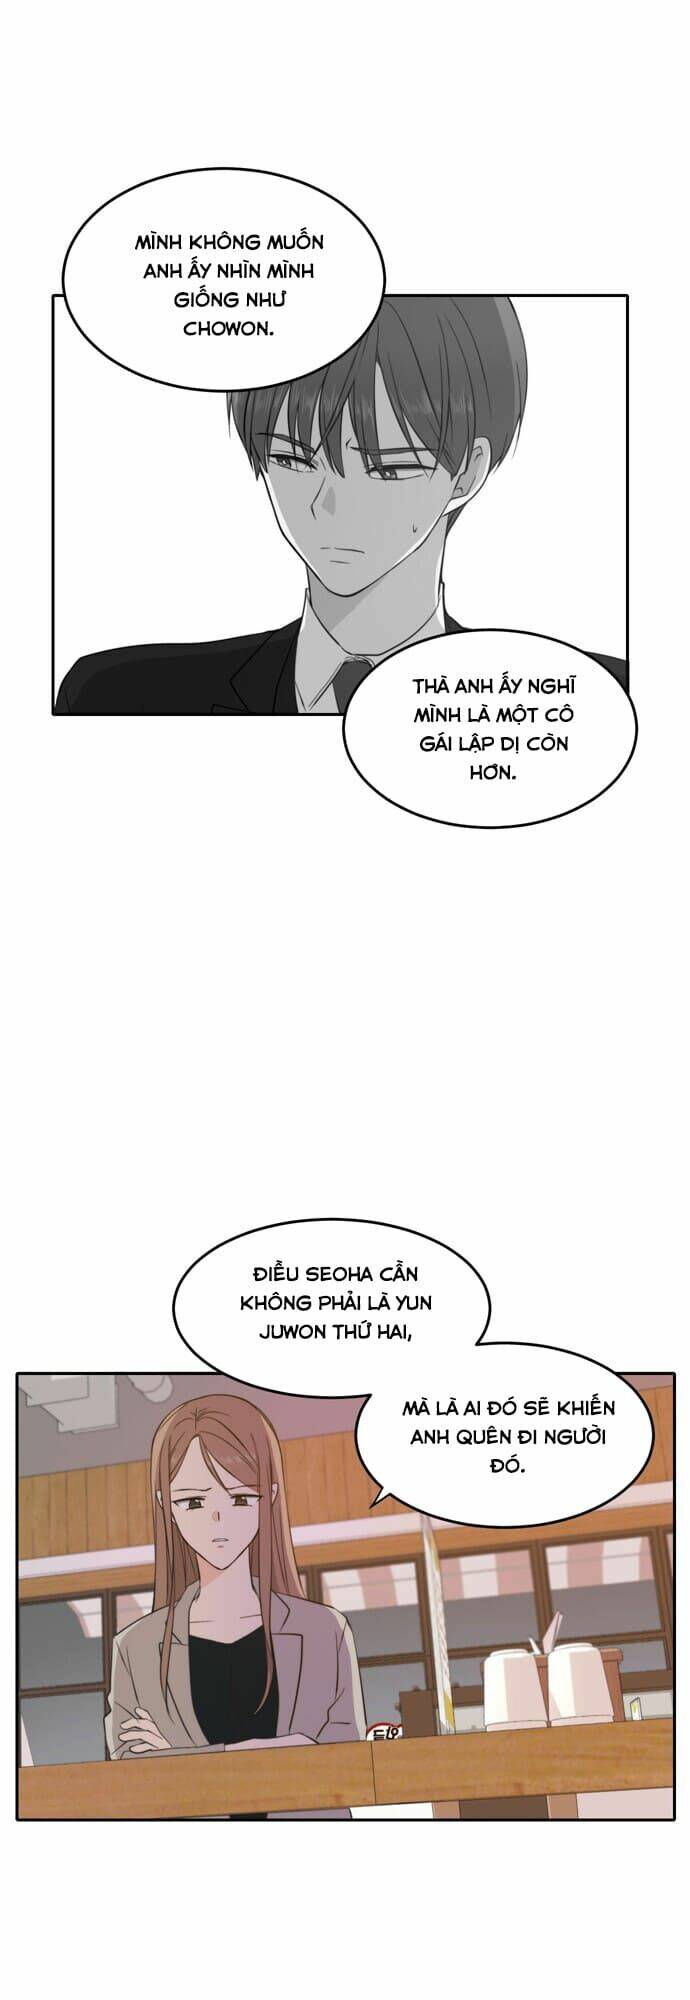 MÌNH KHÔNG MUỐN
ANH ẤY NHÌN MÌNH
GIỐNG NHƯ
CHOWON.
THÀ ANH ẤY NGHĨ
MÌNH LÀ MỘT CÔ
GÁI LẬP DỊ CÒN
HƠN.
ĐIỀU SEOHA CẦN
KHÔNG PHẢI LÀ YUN
JUWON THỨ HAI,
MÀ LÀ AI ĐÓ SẼ KHIẾN
ANH QUÊN ĐI NGƯỜI
ĐÓ.